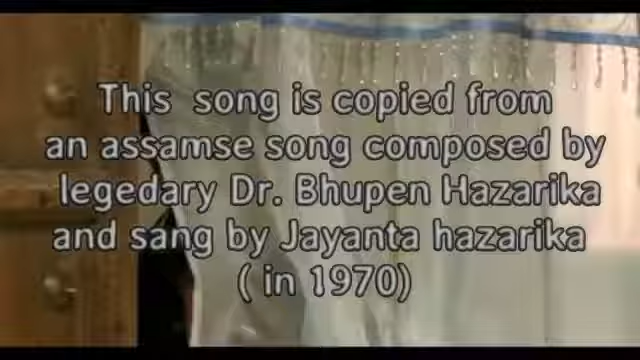 This song is copied from
an assamse song composed by
legedary Dr. Bhupen Hazarika
and sang by Jayanta hazarika
( in 1970)